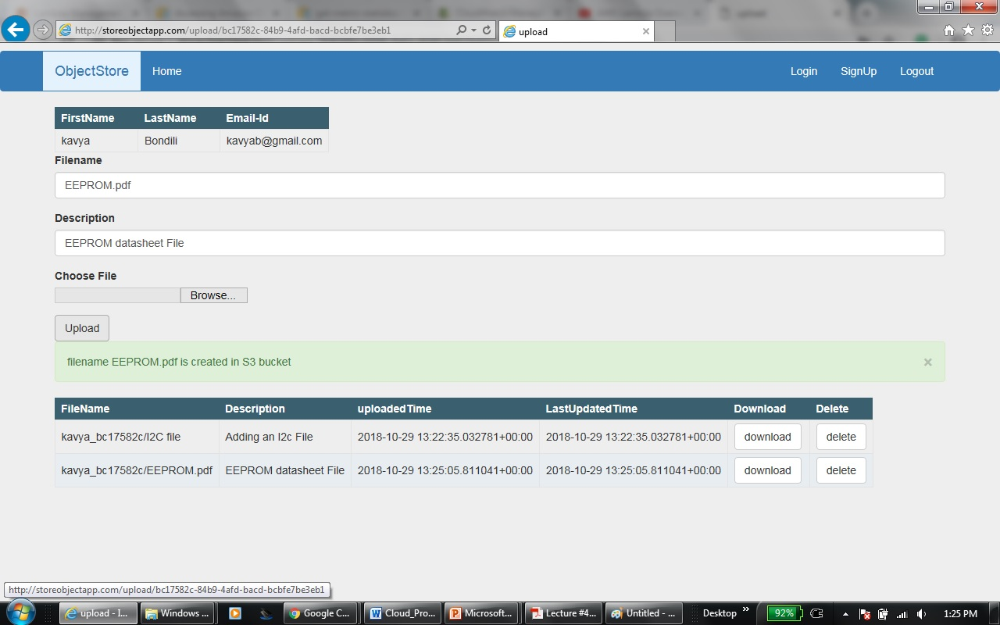 http://storeobjectapp.com/upload/bc17582c-84b9-4afd-bacd-bcbfe7be3eb1
upload
ObjectStore Home Login SignUp Logout
FirstName LastName Email-Id
kavya Bondili kavyab@gmail.com
Filename
EEPROM.pdf
Description
EEPROM datasheet File
Choose File
Browse...
Upload
filename EEPROM.pdf is created in S3 bucket ×
FileName Description uploadedTime LastUpdatedTime Download Delete
kavya_bc17582c/I2C file Adding an I2c File 2018-10-29 13:22:35.032781+00:00 2018-10-29 13:22:35.032781+00:00 download delete
kavya_bc17582c/EEPROM.pdf EEPROM datasheet File 2018-10-29 13:25:05.811041+00:00 2018-10-29 13:25:05.811041+00:00 download delete
http://storeobjectapp.com/upload/bc17582c-84b9-4afd-bacd-bcbfe7be3eb1
upload - I... Windows ... Google C... Cloud_Pro... Microsoft... Lecture #4... Untitled - ... Desktop » 92% 1:25 PM